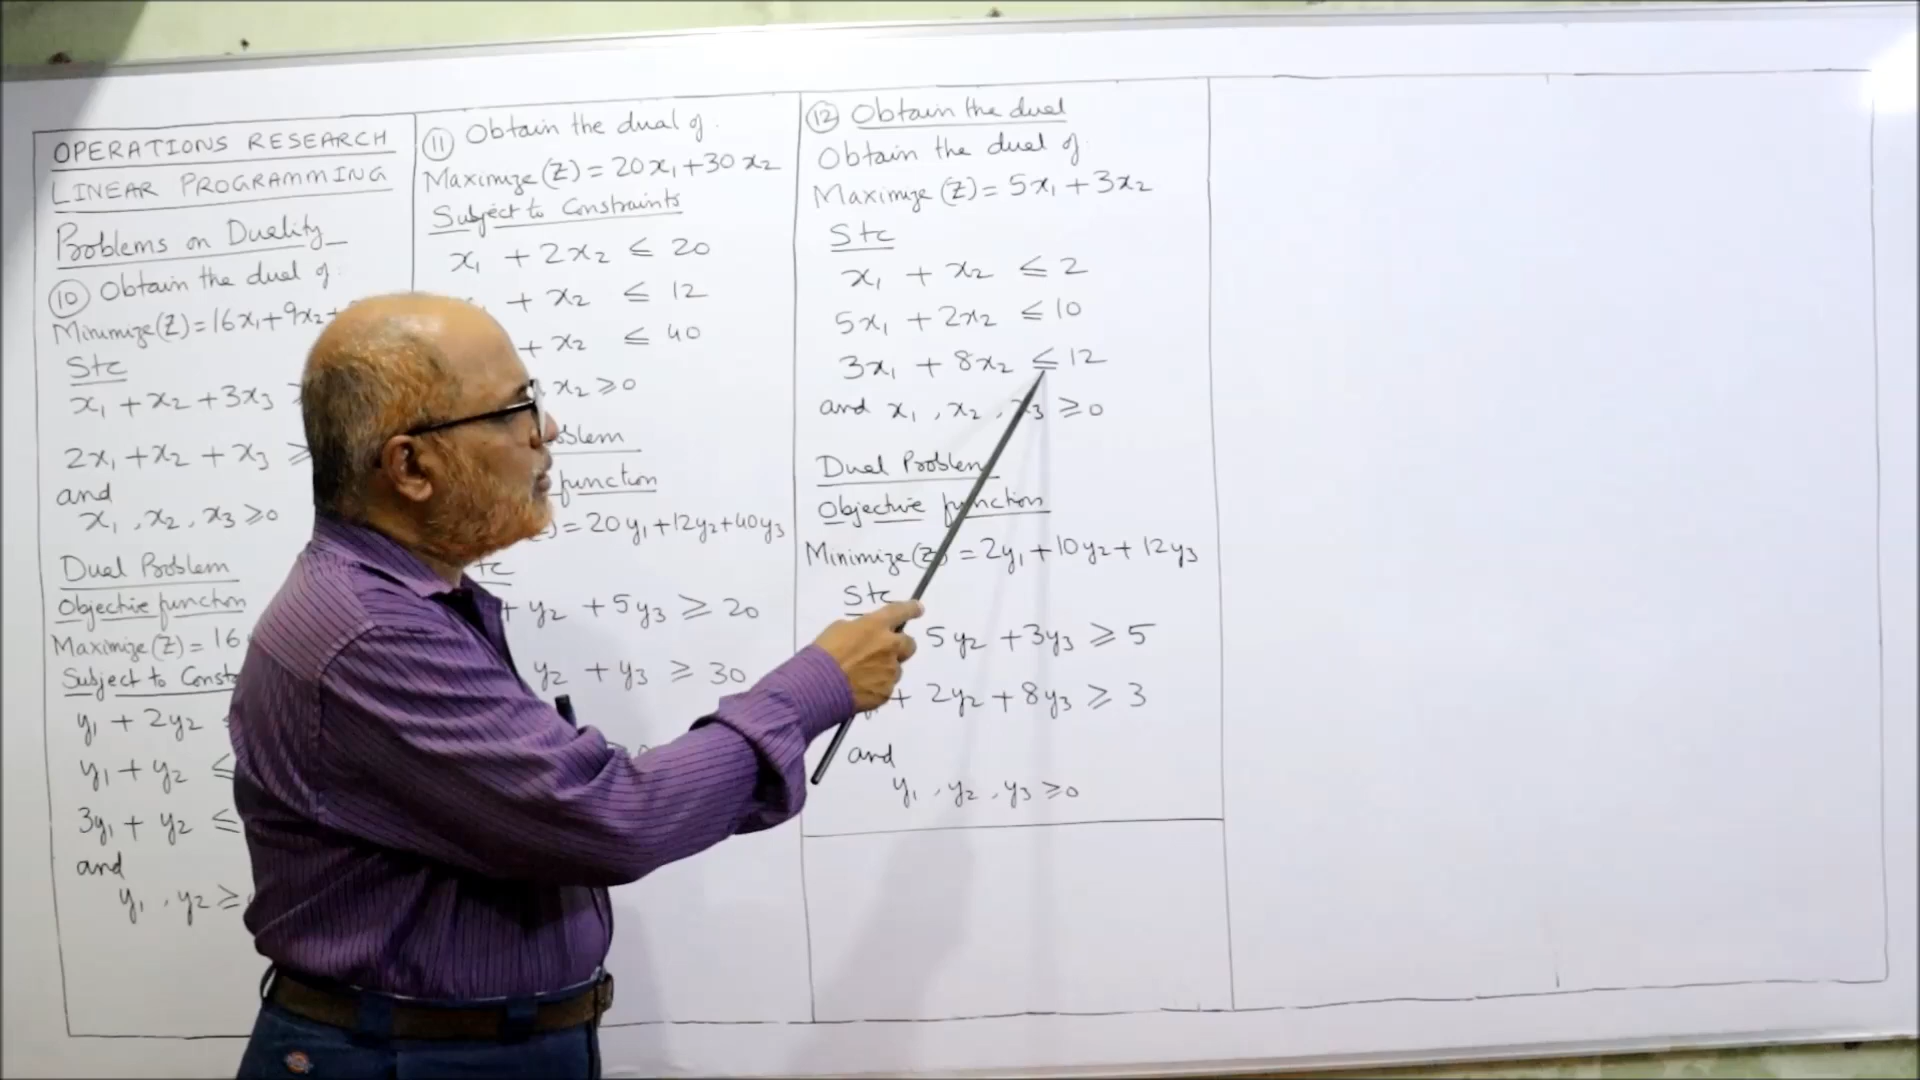 OPERATIONS RESEARCH
LINEAR PROGRAMMING
Problems on Duality
10 Obtain the dual of:
Minimize (Z) = 16x₁ + 9x₂ +
Stc
x₁ + x₂ + 3x₃ ≥
2x₁ + x₂ + x₃ ≥
and
x₁, x₂, x₃ ≥ 0
Dual Problem
Objective function
Maximize (Z) = 16
Subject to Const
y₁ + 2y₂
y₁ + y₂ ≤
3y₁ + y₂ ≤
and
y₁, y₂ ≥
11 Obtain the dual of:
Maximize (Z) = 20x₁ + 30x₂
Subject to Constraints
x₁ + 2x₂ ≤ 20
+ x₂ ≤ 12
+ x₂ ≤ 40
x₂ ≥ 0
function
= 20y₁ + 12y₂ + 40y₃
+ y₂ + 5y₃ ≥ 20
y₂ + y₃ ≥ 30
12 Obtain the dual
Obtain the dual of:
Maximize (Z) = 5x₁ + 3x₂
Stc
x₁ + x₂ ≤ 2
5x₁ + 2x₂ ≤ 10
3x₁ + 8x₂ ≤ 12
and x₁, x₂, x₃ ≥ 0
Dual Problem
Objective function
Minimize (Z) = 2y₁ + 10y₂ + 12y₃
Stc
5y₂ + 3y₃ ≥ 5
+ 2y₂ + 8y₃ ≥ 3
and
y₁, y₂, y₃ ≥ 0